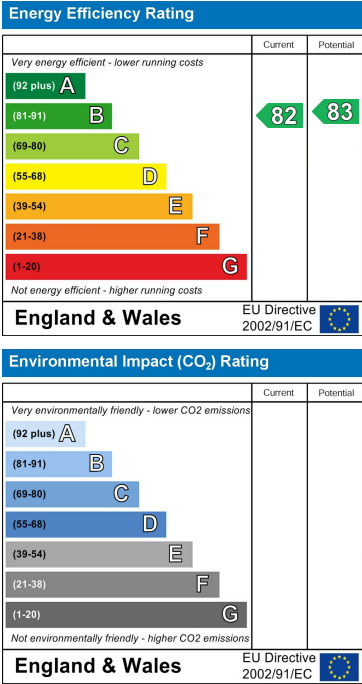 Energy Efficiency Rating
Current Potential
Very energy efficient - lower running costs
(92 plus) A
(81-91) B 82 83
(69-80) C
(55-68) D
(39-54) E
(21-38) F
(1-20) G
Not energy efficient - higher running costs
England & Wales
EU Directive
2002/91/EC
Environmental Impact (CO2) Rating
Current Potential
Very environmentally friendly - lower CO2 emissions
(92 plus) A
(81-91) B
(69-80) C
(55-68) D
(39-54) E
(21-38) F
(1-20) G
Not environmentally friendly - higher CO2 emissions
England & Wales
EU Directive
2002/91/EC